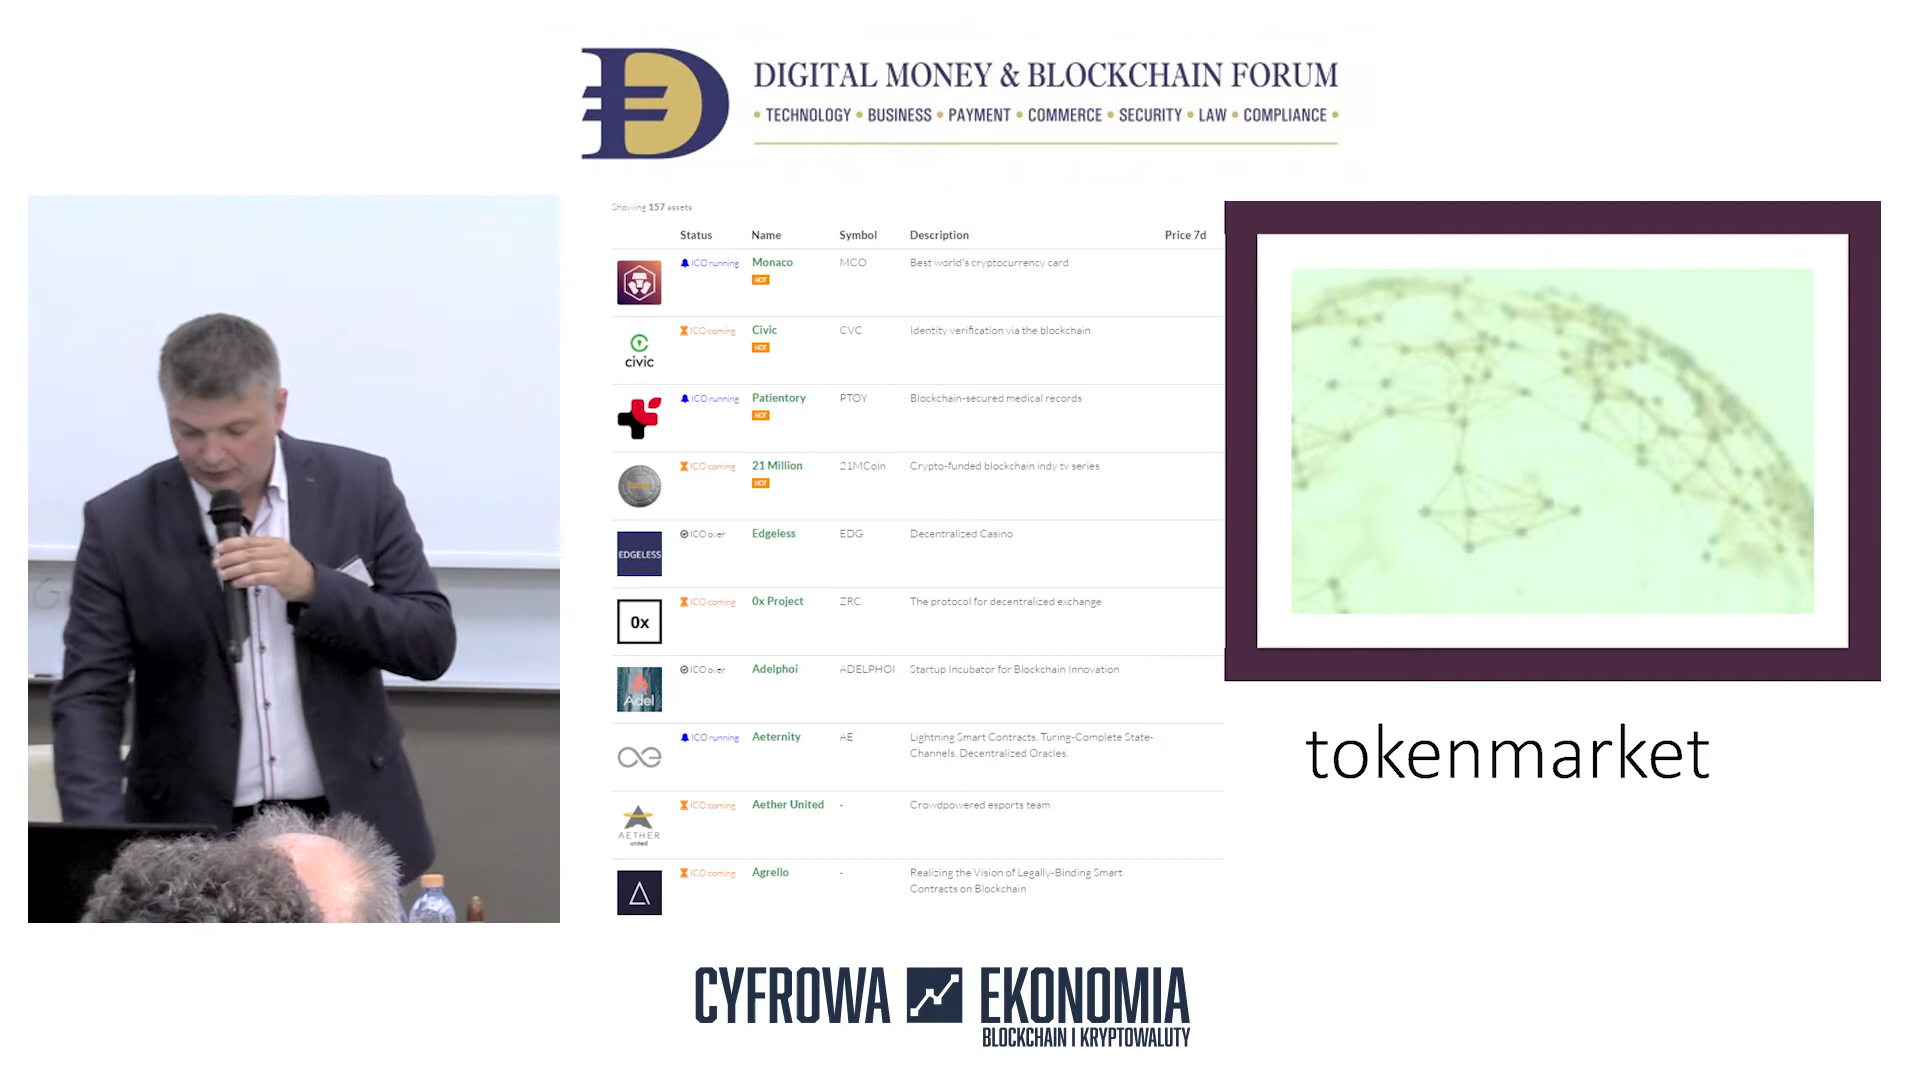 DIGITAL MONEY & BLOCKCHAIN FORUM
• TECHNOLOGY • BUSINESS • PAYMENT • COMMERCE • SECURITY • LAW • COMPLIANCE •
Showing 157 assets
Status Name Symbol Description Price 7d
ICO running Monaco MCO Best world's cryptocurrency card
HOT
ICO coming Civic CVC Identity verification via the blockchain
HOT
civic
ICO running Patientory PTOY Blockchain-secured medical records
HOT
ICO coming 21 Million 21MCoin Crypto-funded blockchain indy tv series
HOT
ICO over Edgeless EDG Decentralized Casino
EDGELESS
ICO coming 0x Project ZRC The protocol for decentralized exchange
0x
ICO over Adelphoi ADELPHOI Startup Incubator for Blockchain Innovation
Adel
ICO running Aeternity AE Lightning Smart Contracts, Turing-Complete State-
Channels, Decentralized Oracles.
ICO coming Aether United - Crowdpowered esports team
AETHER
united
ICO coming Agrello - Realizing the Vision of Legally-Binding Smart
Contracts on Blockchain
tokenmarket
CYFROWA EKONOMIA
BLOCKCHAIN I KRYPTOWALUTY